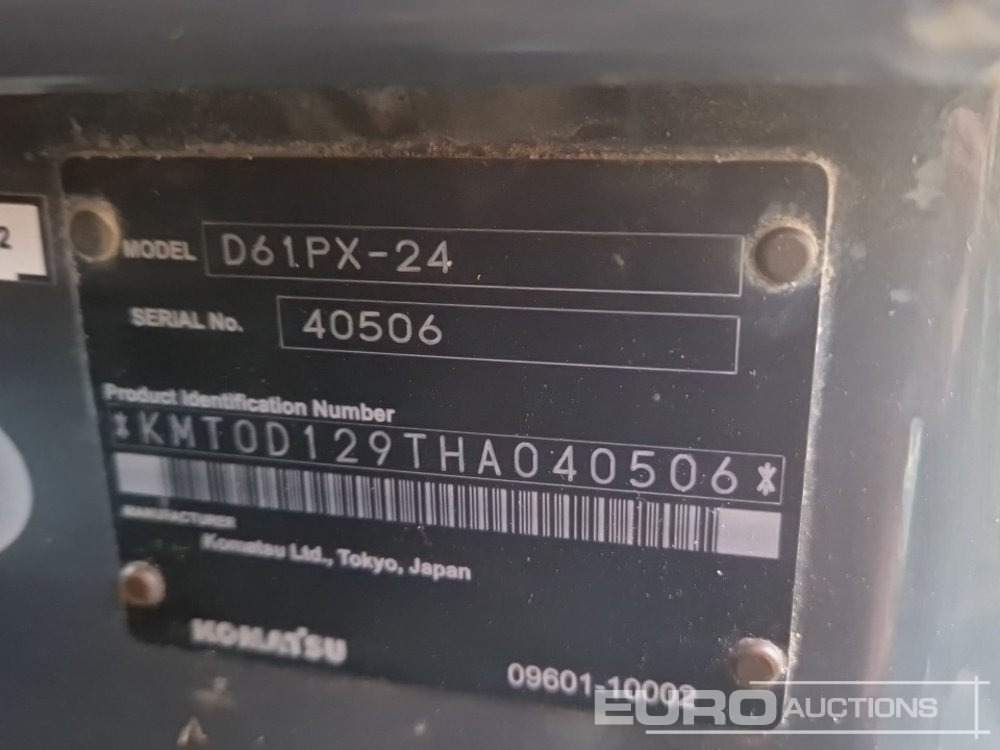 2
MODEL D61PX-24
SERIAL No. 40506
Product Identification Number
*KMT0D129THA040506*
MANUFACTURER
Komatsu Ltd., Tokyo, Japan
KOMATSU
09601-10002
EURO AUCTIONS